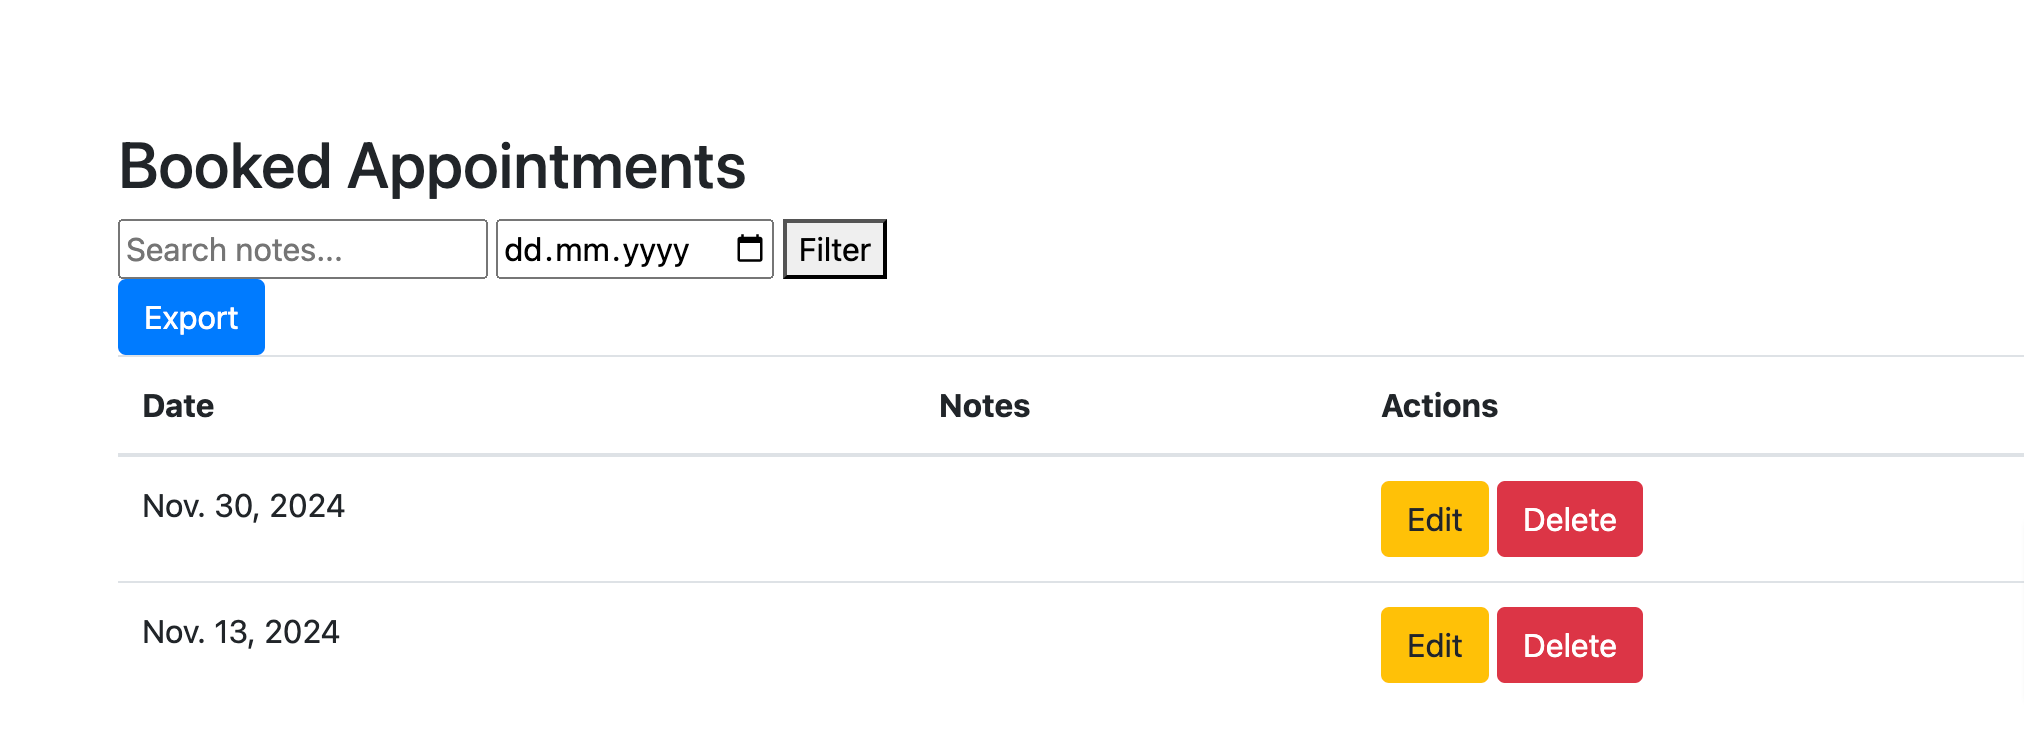 Booked Appointments
Search notes... dd.mm.yyyy Filter
Export
Date Notes Actions
Nov. 30, 2024 Edit Delete
Nov. 13, 2024 Edit Delete